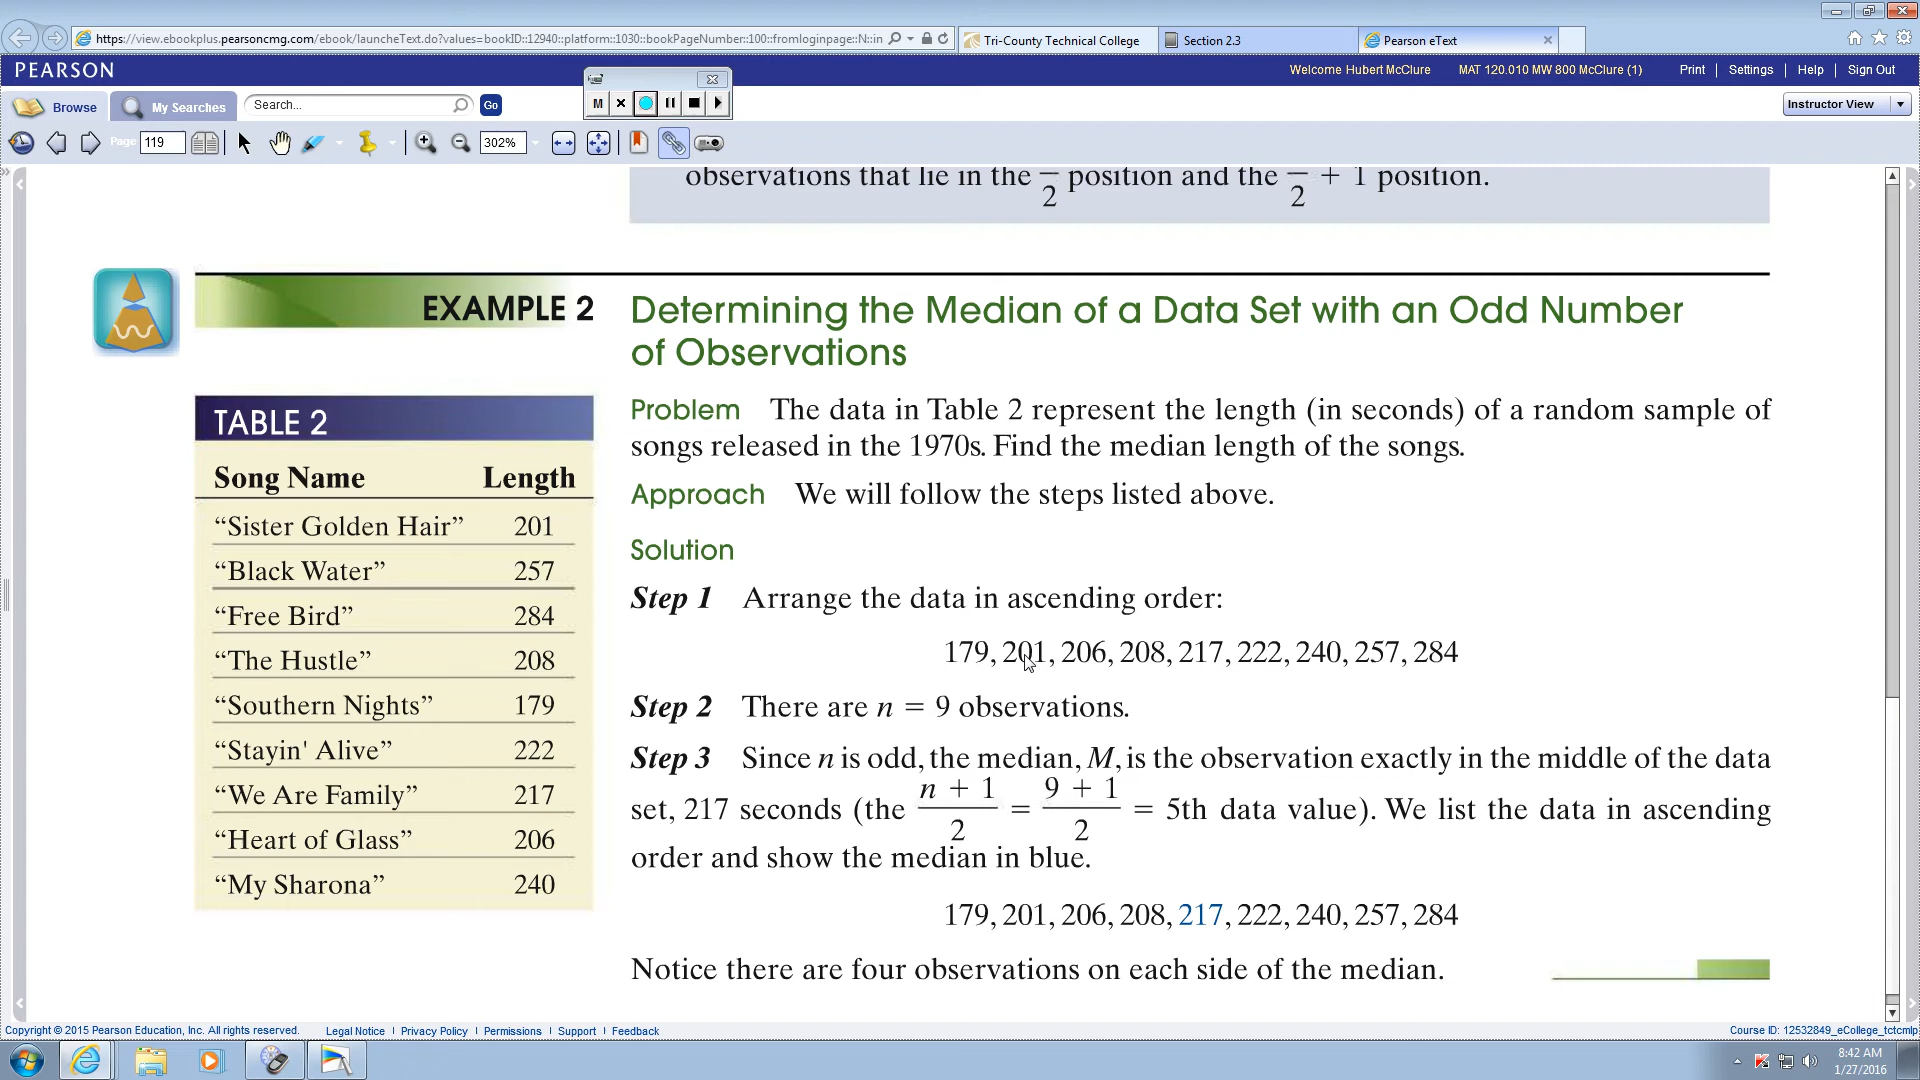 https://view.ebookplus.pearsoncmg.com/ebook/launcheText.do?values=bookID::12940::platform::1030::bookPageNumber:100::fromloginpage::N::in
Tri-County Technical College
Section 2.3
Pearson eText
PEARSON
Welcome Hubert McClure
MAT 120.010 MW 800 McClure (1)
Print
Settings
Help
Sign Out
Browse
My Searches
Search...
Go
M
Instructor View
Page
119
302%
observations that lie in the — 2 position and the — 2 + 1 position.
EXAMPLE 2
Determining the Median of a Data Set with an Odd Number
of Observations
TABLE 2
Song Name Length
“Sister Golden Hair” 201
“Black Water” 257
“Free Bird” 284
“The Hustle” 208
“Southern Nights” 179
“Stayin' Alive” 222
“We Are Family” 217
“Heart of Glass” 206
“My Sharona” 240
Problem The data in Table 2 represent the length (in seconds) of a random sample of
songs released in the 1970s. Find the median length of the songs.
Approach We will follow the steps listed above.
Solution
Step 1 Arrange the data in ascending order:
179, 201, 206, 208, 217, 222, 240, 257, 284
Step 2 There are n = 9 observations.
Step 3 Since n is odd, the median, M, is the observation exactly in the middle of the data
set, 217 seconds (the n + 1 / 2 = 9 + 1 / 2 = 5th data value). We list the data in ascending
order and show the median in blue.
179, 201, 206, 208, 217, 222, 240, 257, 284
Notice there are four observations on each side of the median.
Copyright © 2015 Pearson Education, Inc. All rights reserved.
Legal Notice | Privacy Policy | Permissions | Support | Feedback
Course ID: 12532849_eCollege_tctcmlp
8:42 AM
1/27/2016